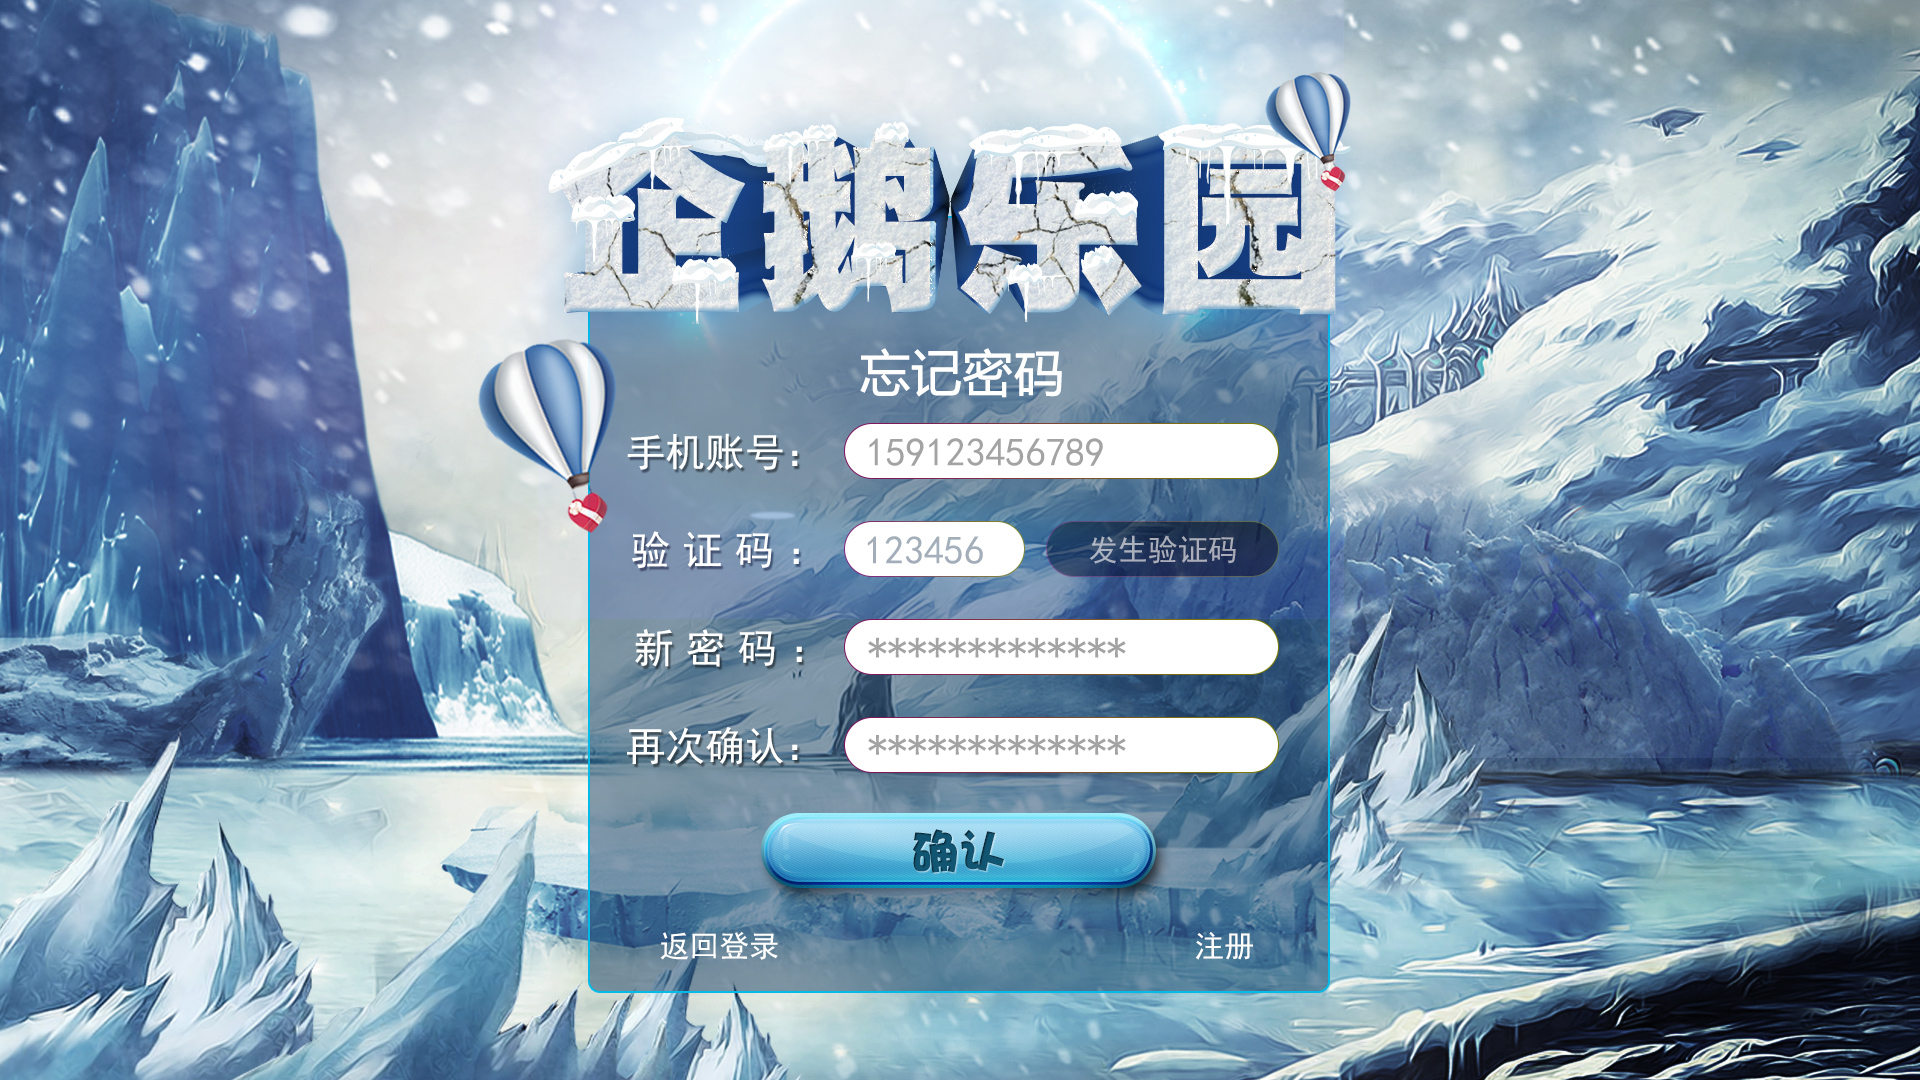 企鹅乐园
忘记密码
手机账号： 159123456789
验证码： 123456 发生验证码
新密码： *************
再次确认： *************
确认
返回登录 注册